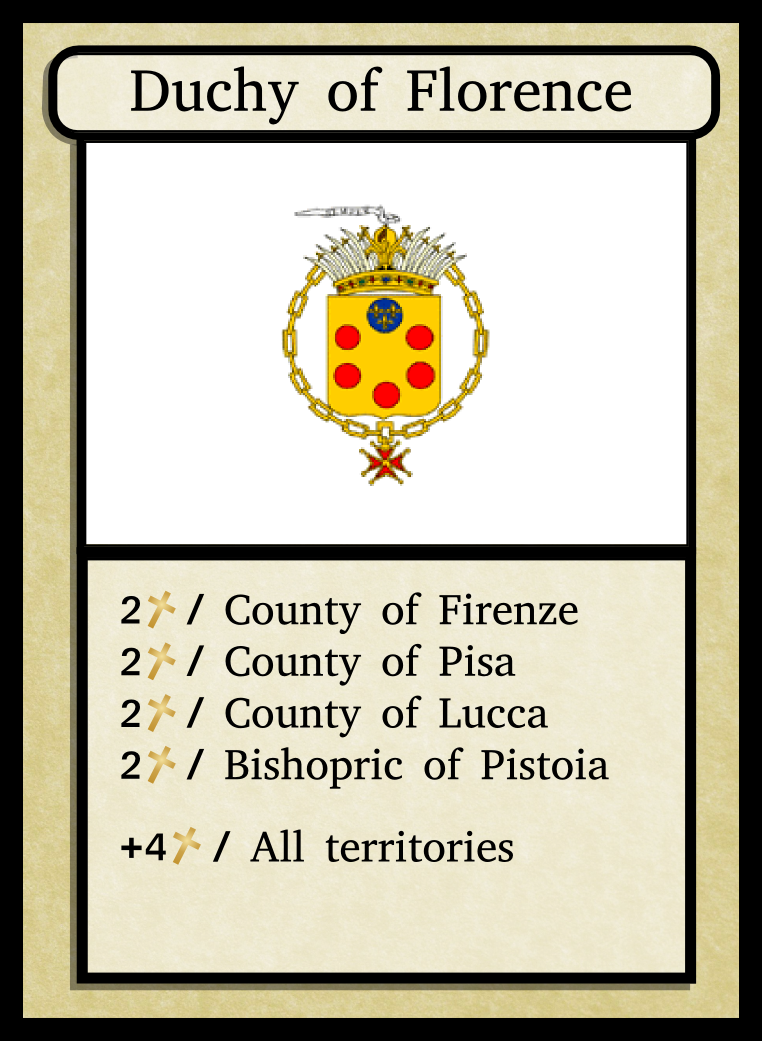 Duchy of Florence
2 / County of Firenze
2 / County of Pisa
2 / County of Lucca
2 / Bishopric of Pistoia
+4 / All territories